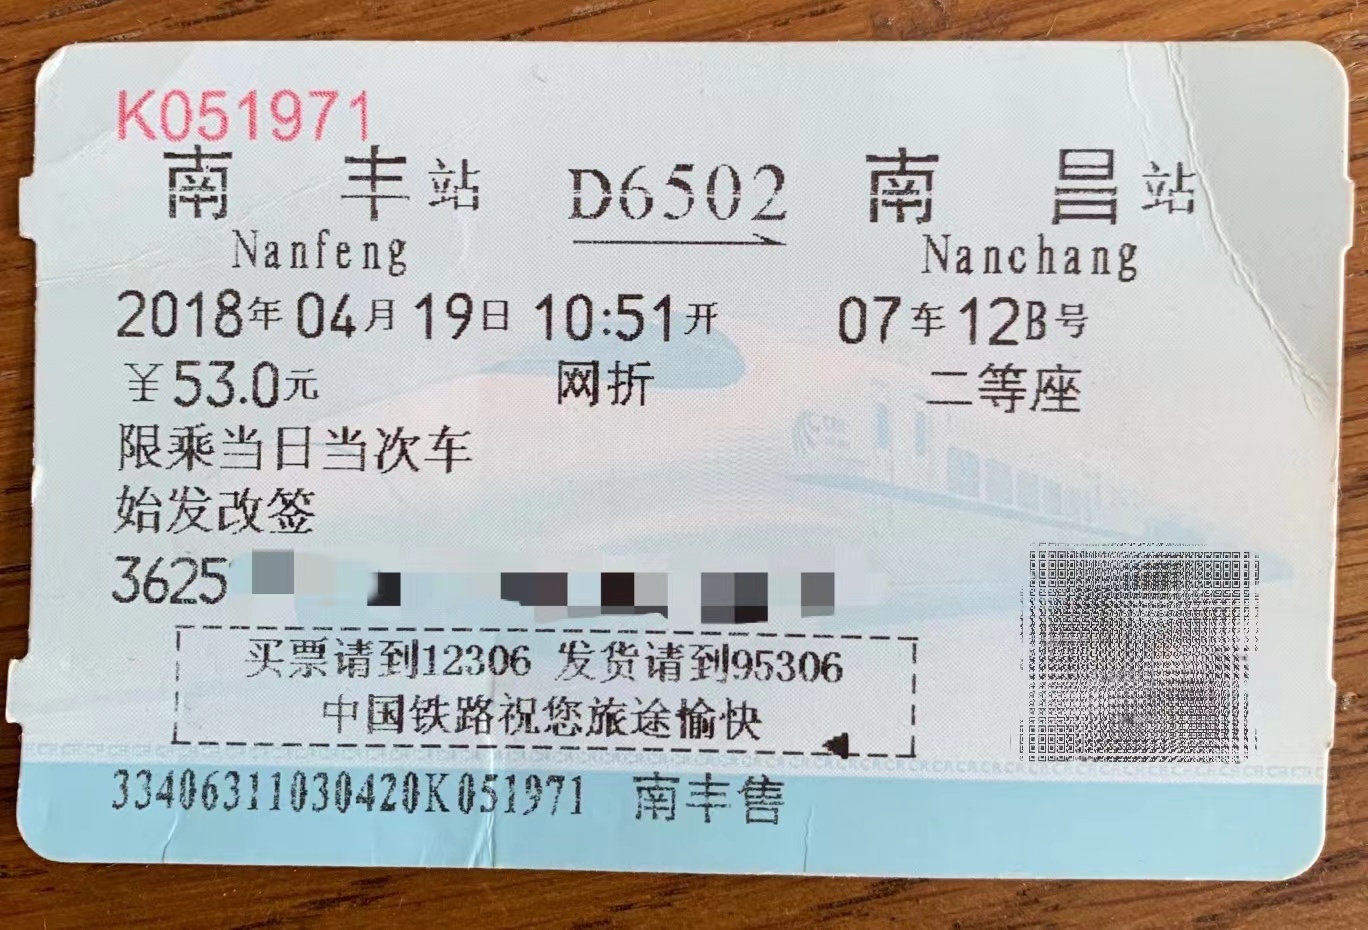 K051971
南丰站 D6502 南昌站
Nanfeng Nanchang
2018年04月19日 10:51开 07车12B号
¥53.0元 网折 二等座
限乘当日当次车
始发改签
3625
买票请到12306 发货请到95306
中国铁路祝您旅途愉快
33406311030420K051971 南丰售